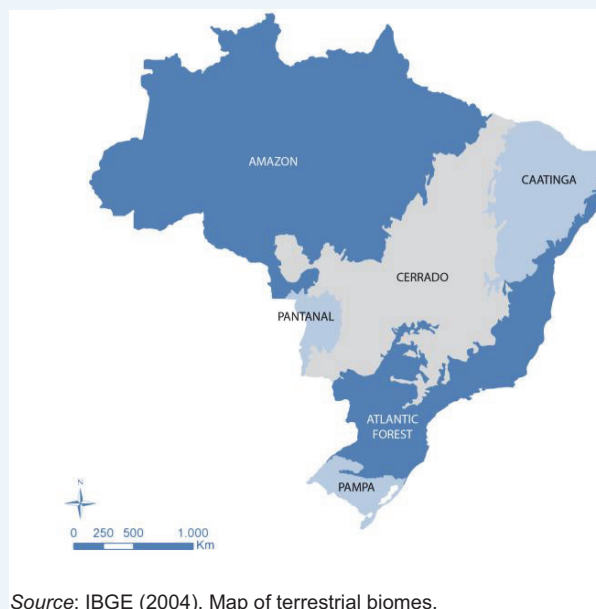 AMAZON
CAATINGA
CERRADO
PANTANAL
ATLANTIC
FOREST
PAMPA
N
0 250 500 1.000
Km
Source: IBGE (2004). Map of terrestrial biomes.